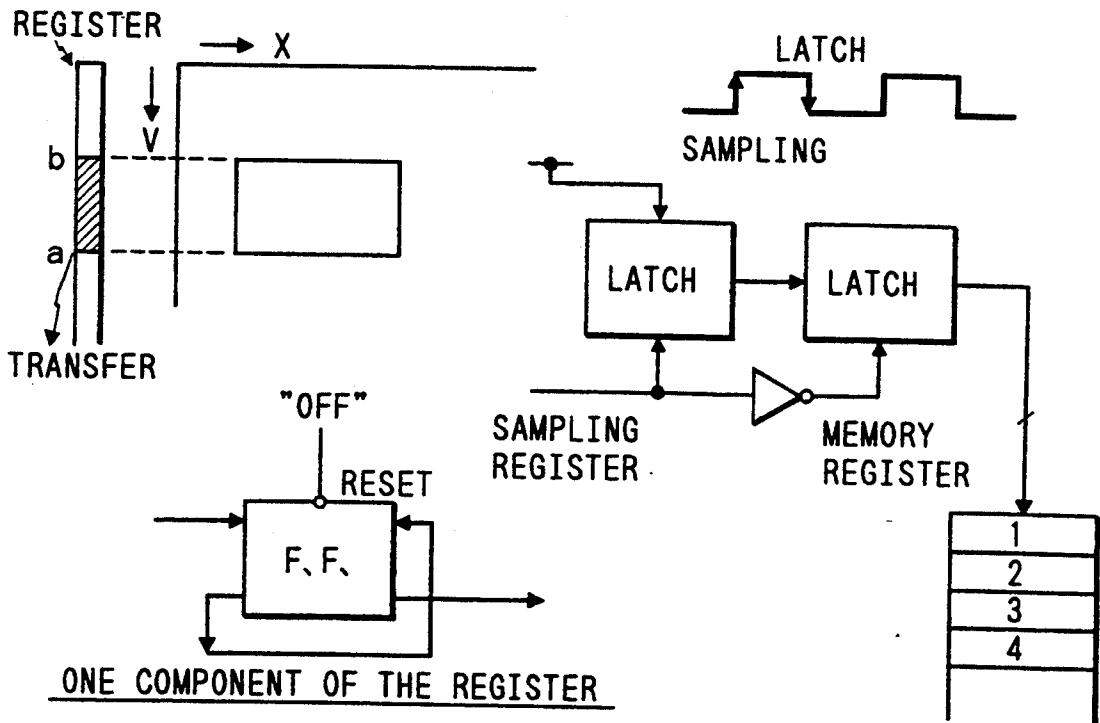 REGISTER
X
V
b
a
TRANSFER
LATCH
SAMPLING
LATCH
LATCH
SAMPLING
REGISTER
MEMORY
REGISTER
"OFF"
RESET
F、F、
ONE COMPONENT OF THE REGISTER
1
2
3
4